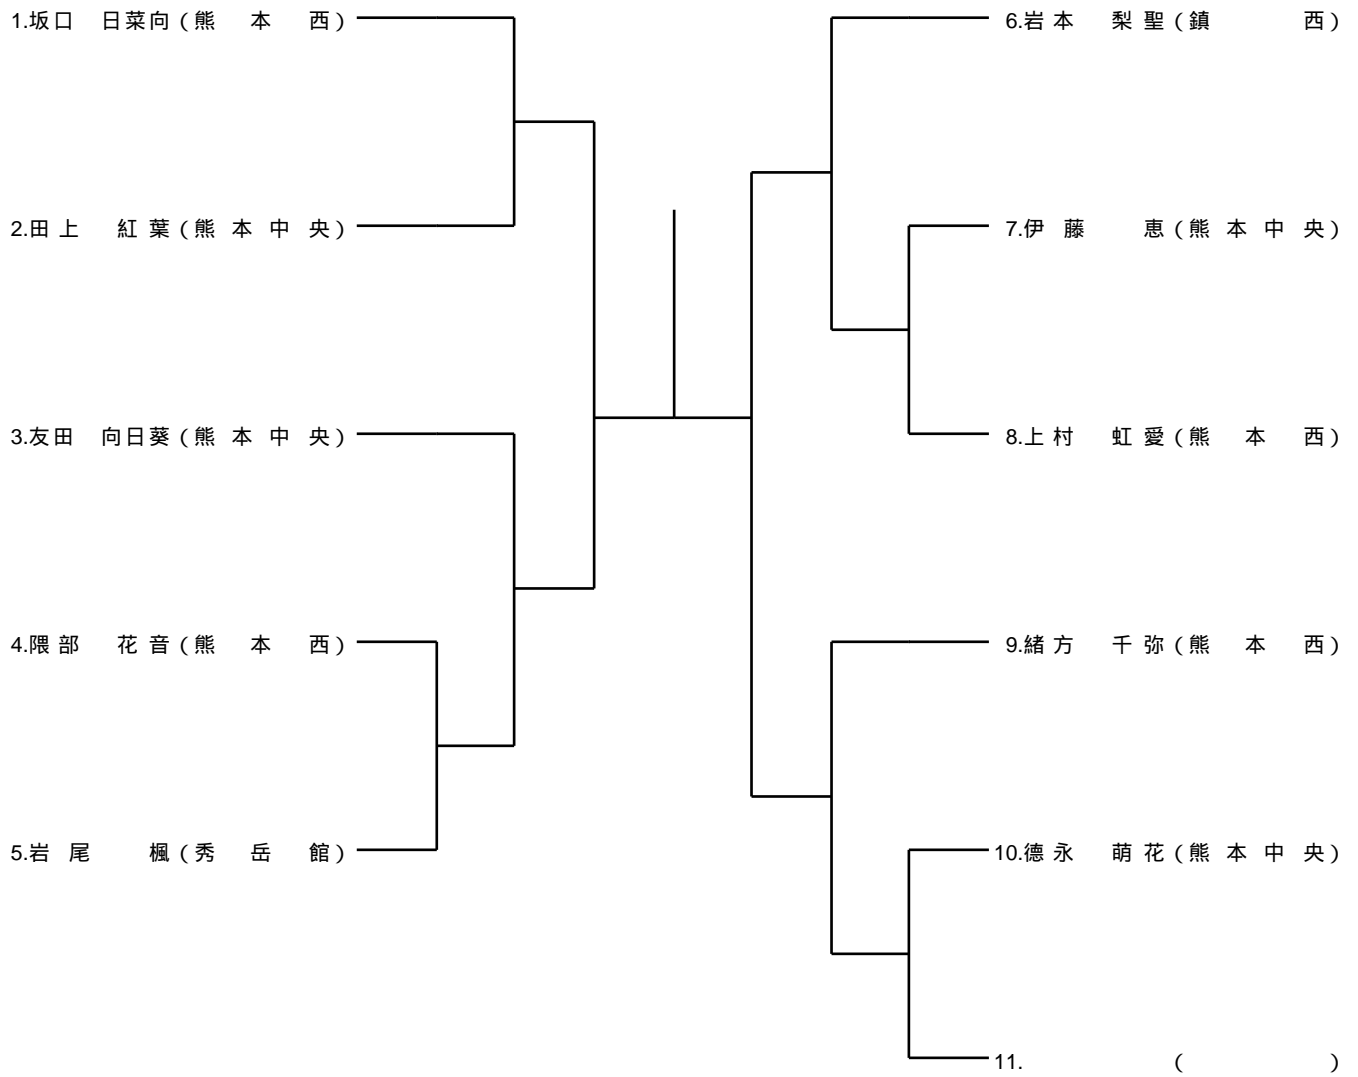 1.坂口 日菜向(熊本西)
2.田上 紅葉(熊本中央)
3.友田 向日葵(熊本中央)
4.隈部 花音(熊本西)
5.岩尾 楓(秀岳館)
6.岩本 梨聖(鎮西)
7.伊藤 恵(熊本中央)
8.上村 虹愛(熊本西)
9.緒方 千弥(熊本西)
10.德永 萌花(熊本中央)
11. ( )